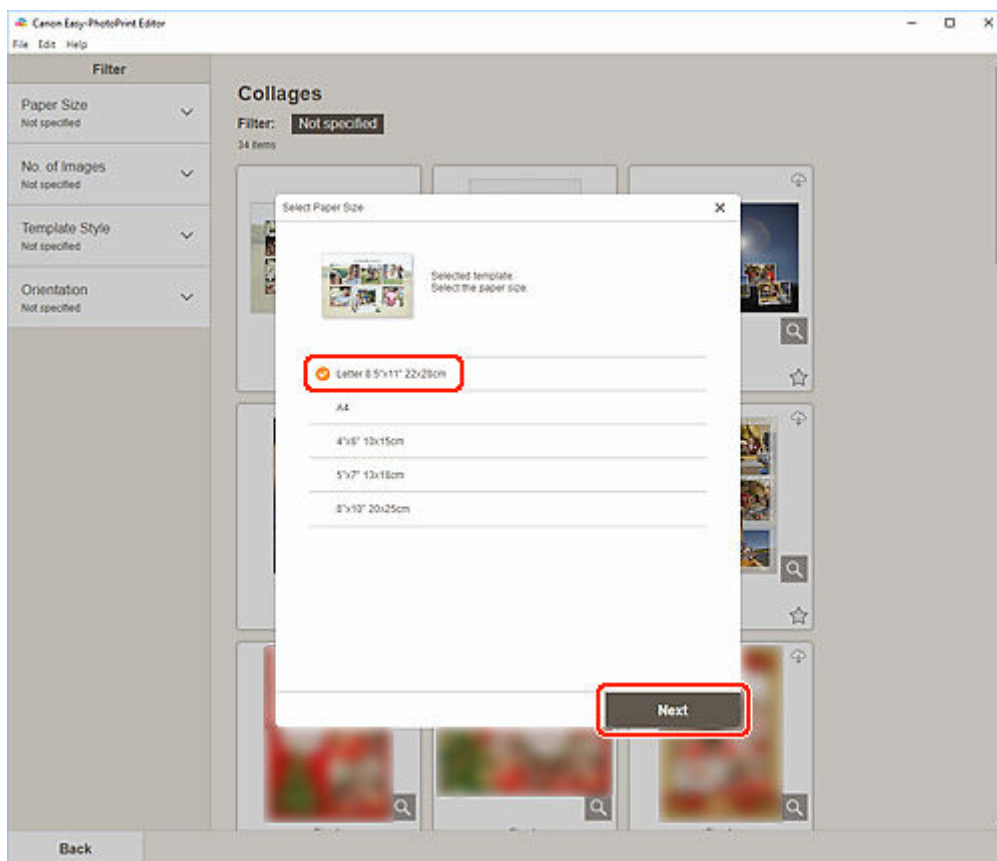 Canon Easy-PhotoPrint Editor
File Edit Help
Filter
Paper Size
Not specified
No. of Images
Not specified
Template Style
Not specified
Orientation
Not specified
Collages
Filter: Not specified
34 items
Select Paper Size
Selected template.
Select the paper size.
Letter 8.5"x11" 22x28cm
A4
4"x6" 10x15cm
5"x7" 13x18cm
8"x10" 20x25cm
Next
Back